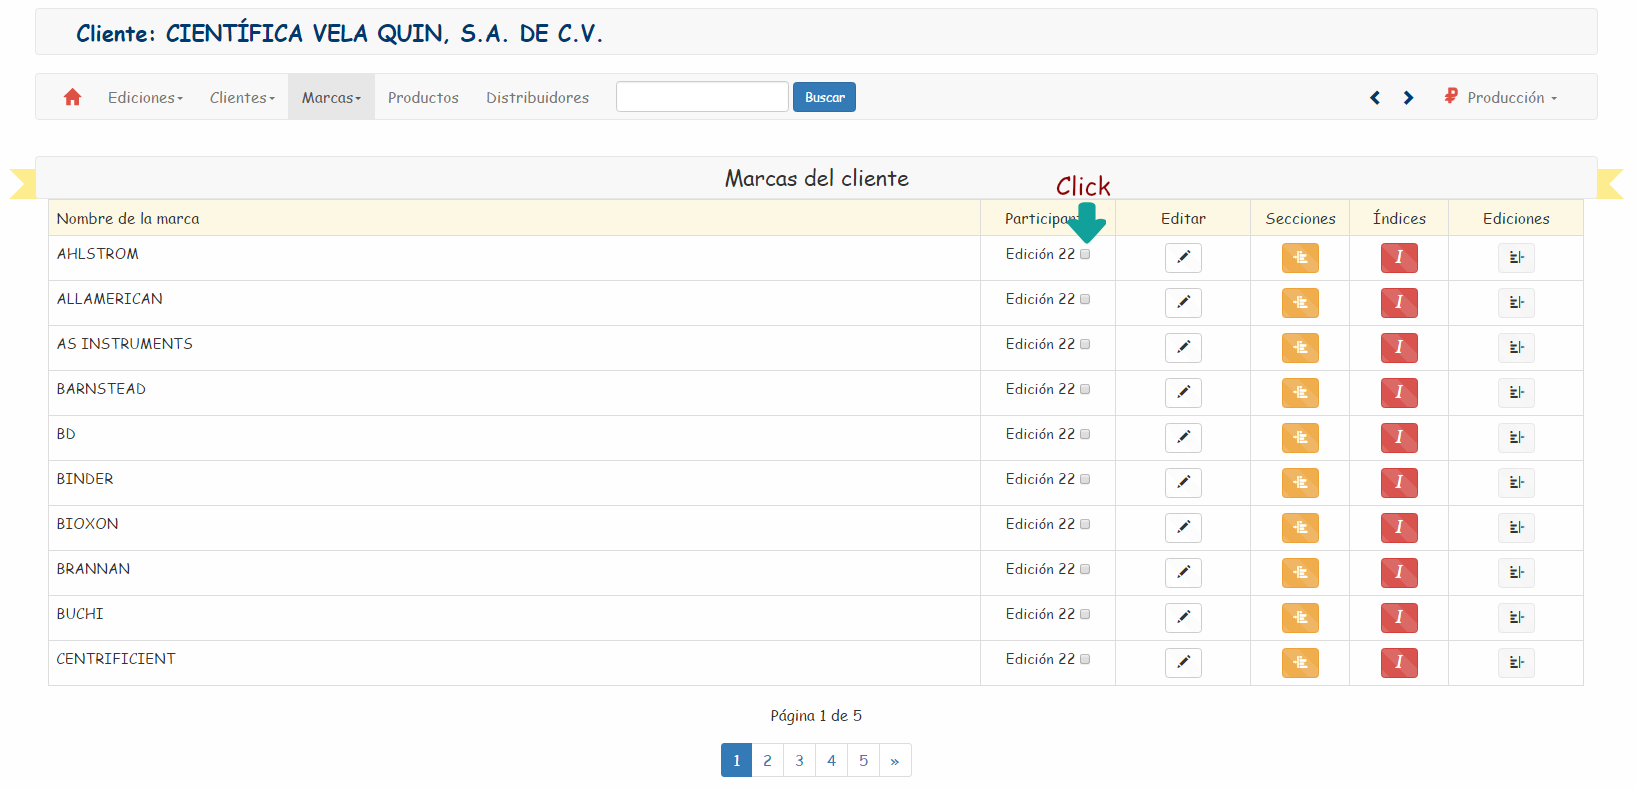 Cliente: CIENTÍFICA VELA QUIN, S.A. DE C.V.
Ediciones Clientes Marcas Productos Distribuidores Buscar Producción
Marcas del cliente
Click
Nombre de la marca Participan Editar Secciones Índices Ediciones
AHLSTROM Edición 22 I
ALLAMERICAN Edición 22 I
AS INSTRUMENTS Edición 22 I
BARNSTEAD Edición 22 I
BD Edición 22 I
BINDER Edición 22 I
BIOXON Edición 22 I
BRANNAN Edición 22 I
BUCHI Edición 22 I
CENTRIFICIENT Edición 22 I
Página 1 de 5
1 2 3 4 5 »